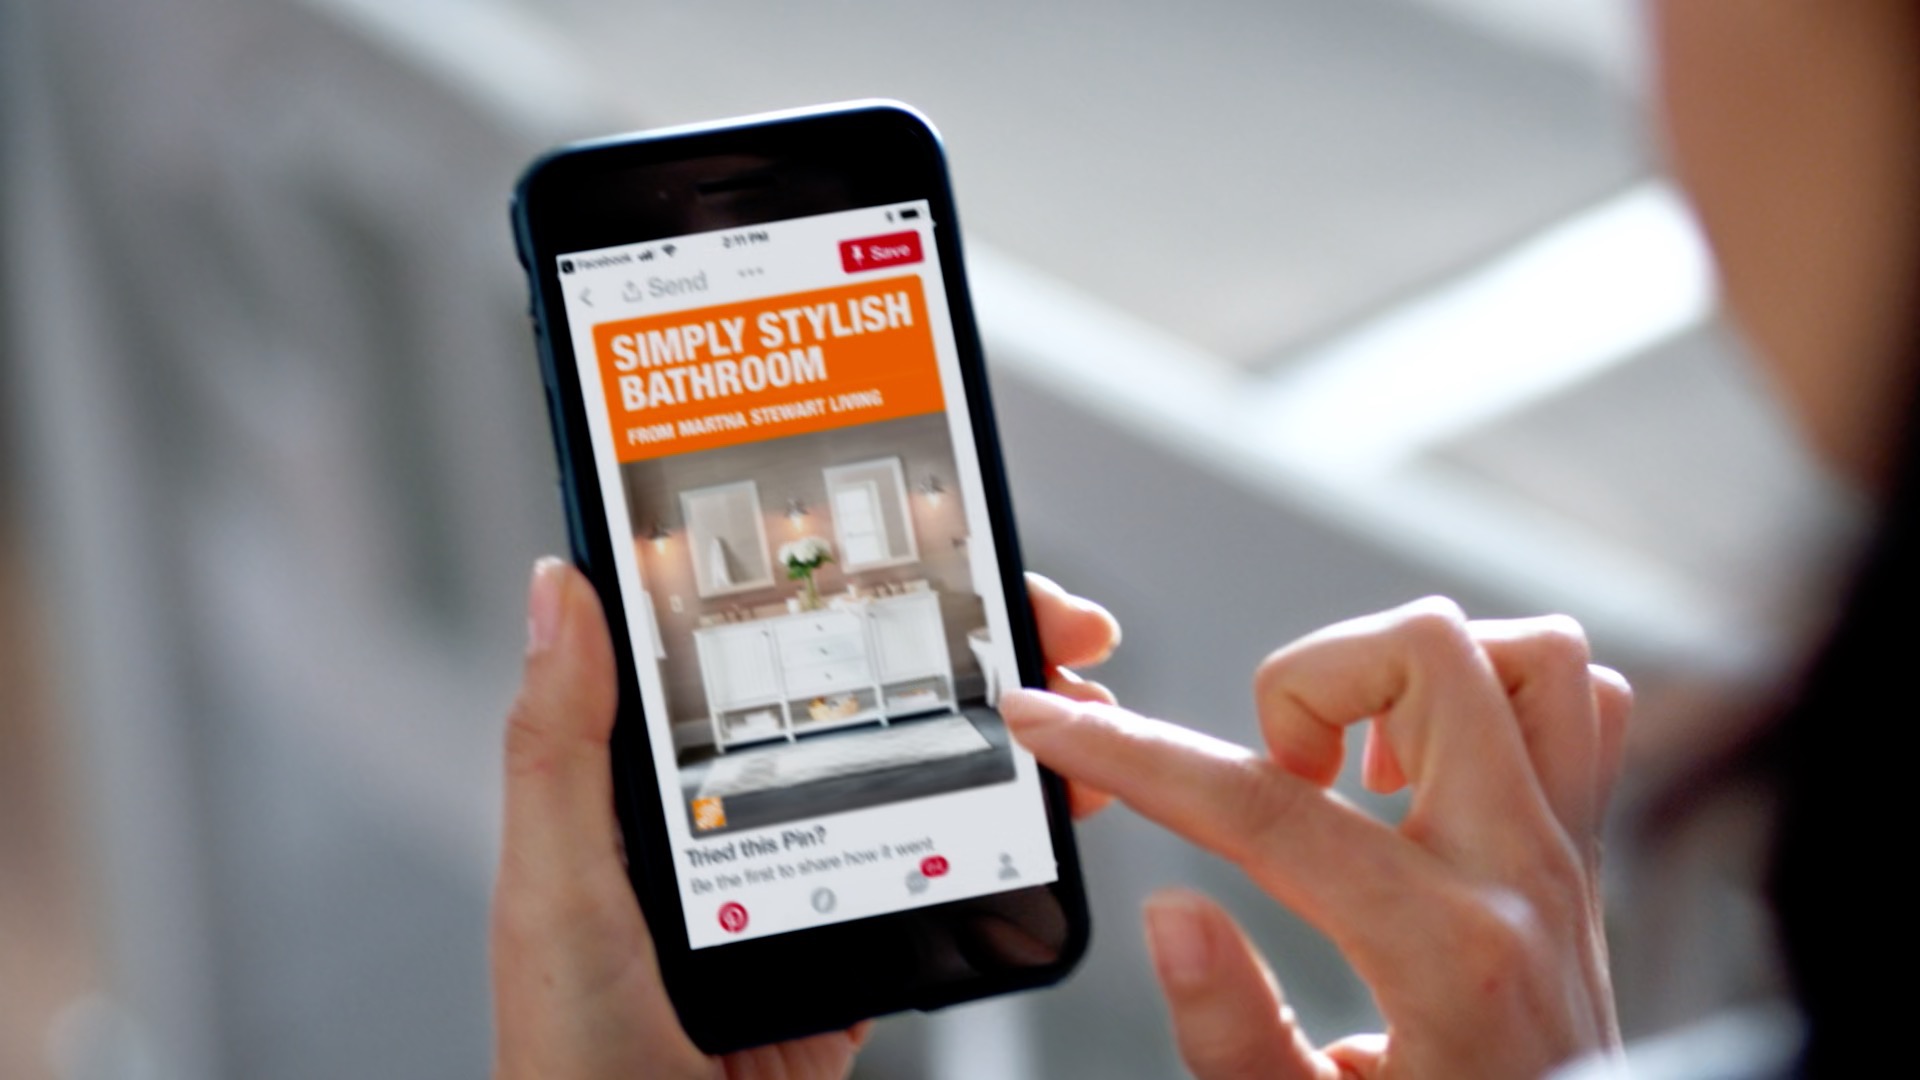 Facebook 2:11 PM
Send ••• Save
SIMPLY STYLISH
BATHROOM
FROM MARTHA STEWART LIVING
Tried this Pin?
Be the first to share how it went